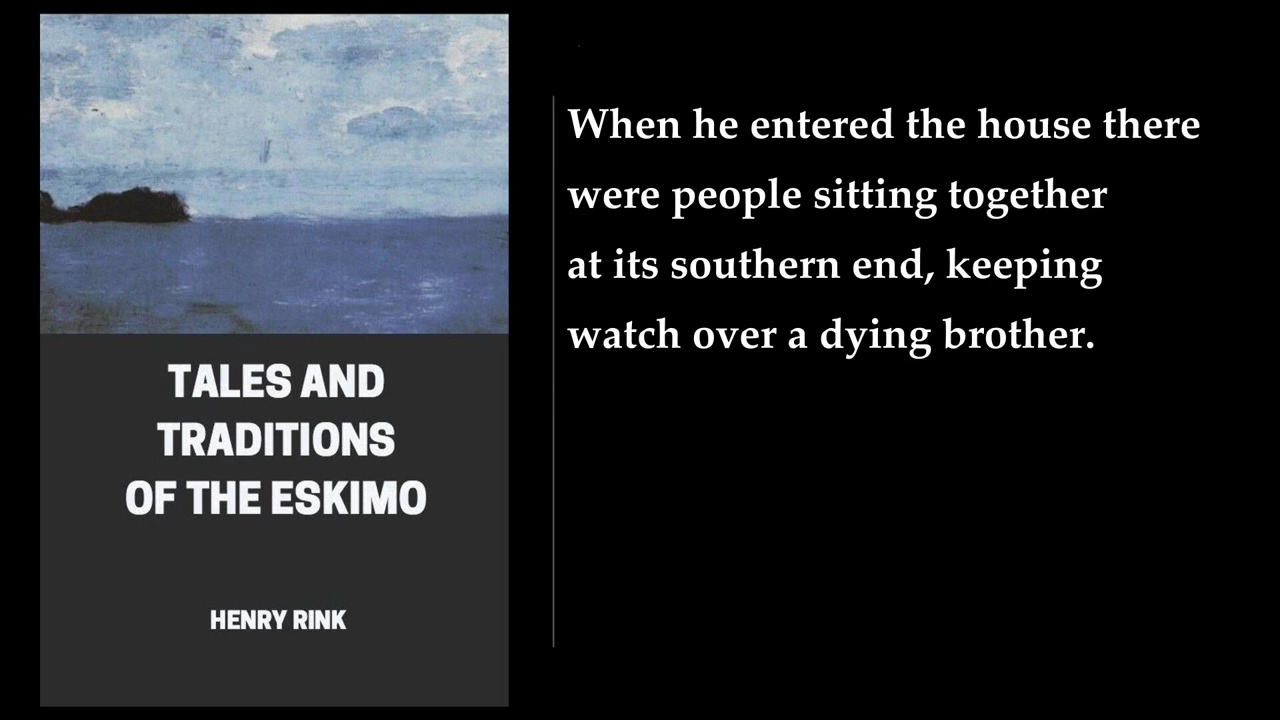 TALES AND
TRADITIONS
OF THE ESKIMO
HENRY RINK
When he entered the house there
were people sitting together
at its southern end, keeping
watch over a dying brother.